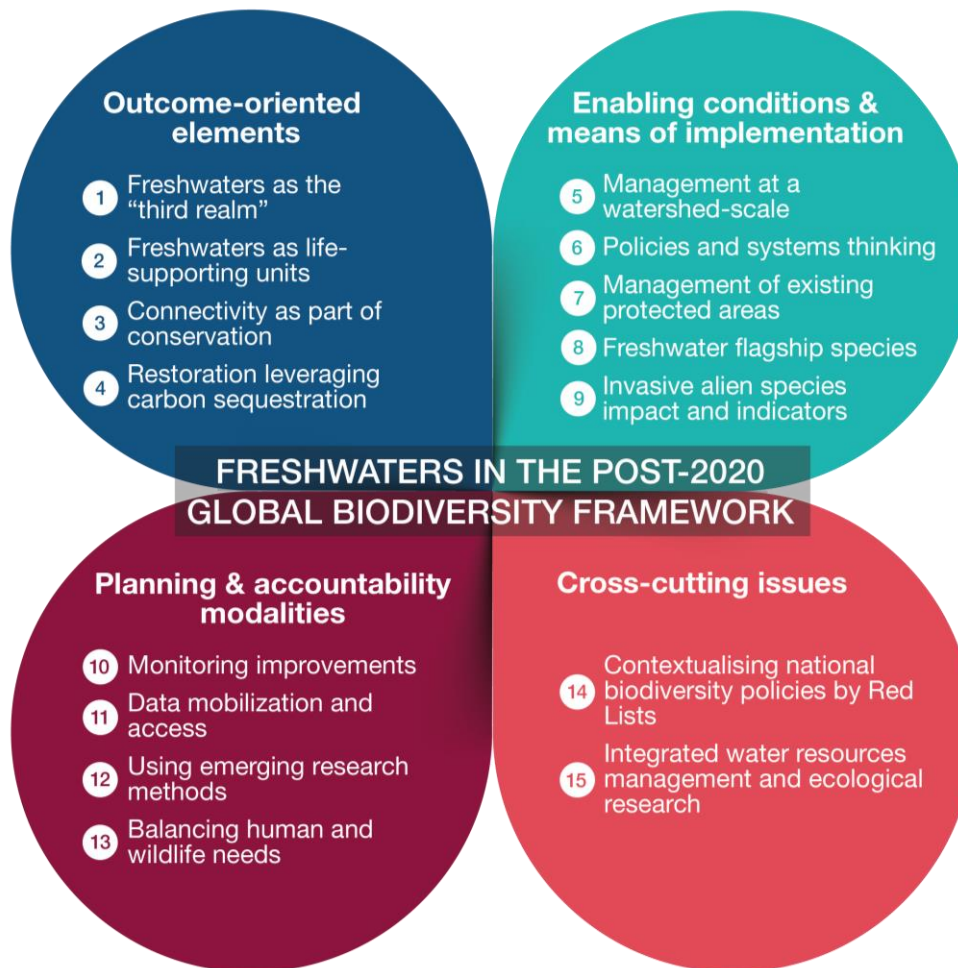 Outcome-oriented
elements
1 Freshwaters as the
“third realm”
2 Freshwaters as life-
supporting units
3 Connectivity as part of
conservation
4 Restoration leveraging
carbon sequestration
Enabling conditions &
means of implementation
5 Management at a
watershed-scale
6 Policies and systems thinking
7 Management of existing
protected areas
8 Freshwater flagship species
9 Invasive alien species
impact and indicators
FRESHWATERS IN THE POST-2020
GLOBAL BIODIVERSITY FRAMEWORK
Planning & accountability
modalities
10 Monitoring improvements
11 Data mobilization and
access
12 Using emerging research
methods
13 Balancing human and
wildlife needs
Cross-cutting issues
14 Contextualising national
biodiversity policies by Red
Lists
15 Integrated water resources
management and ecological
research